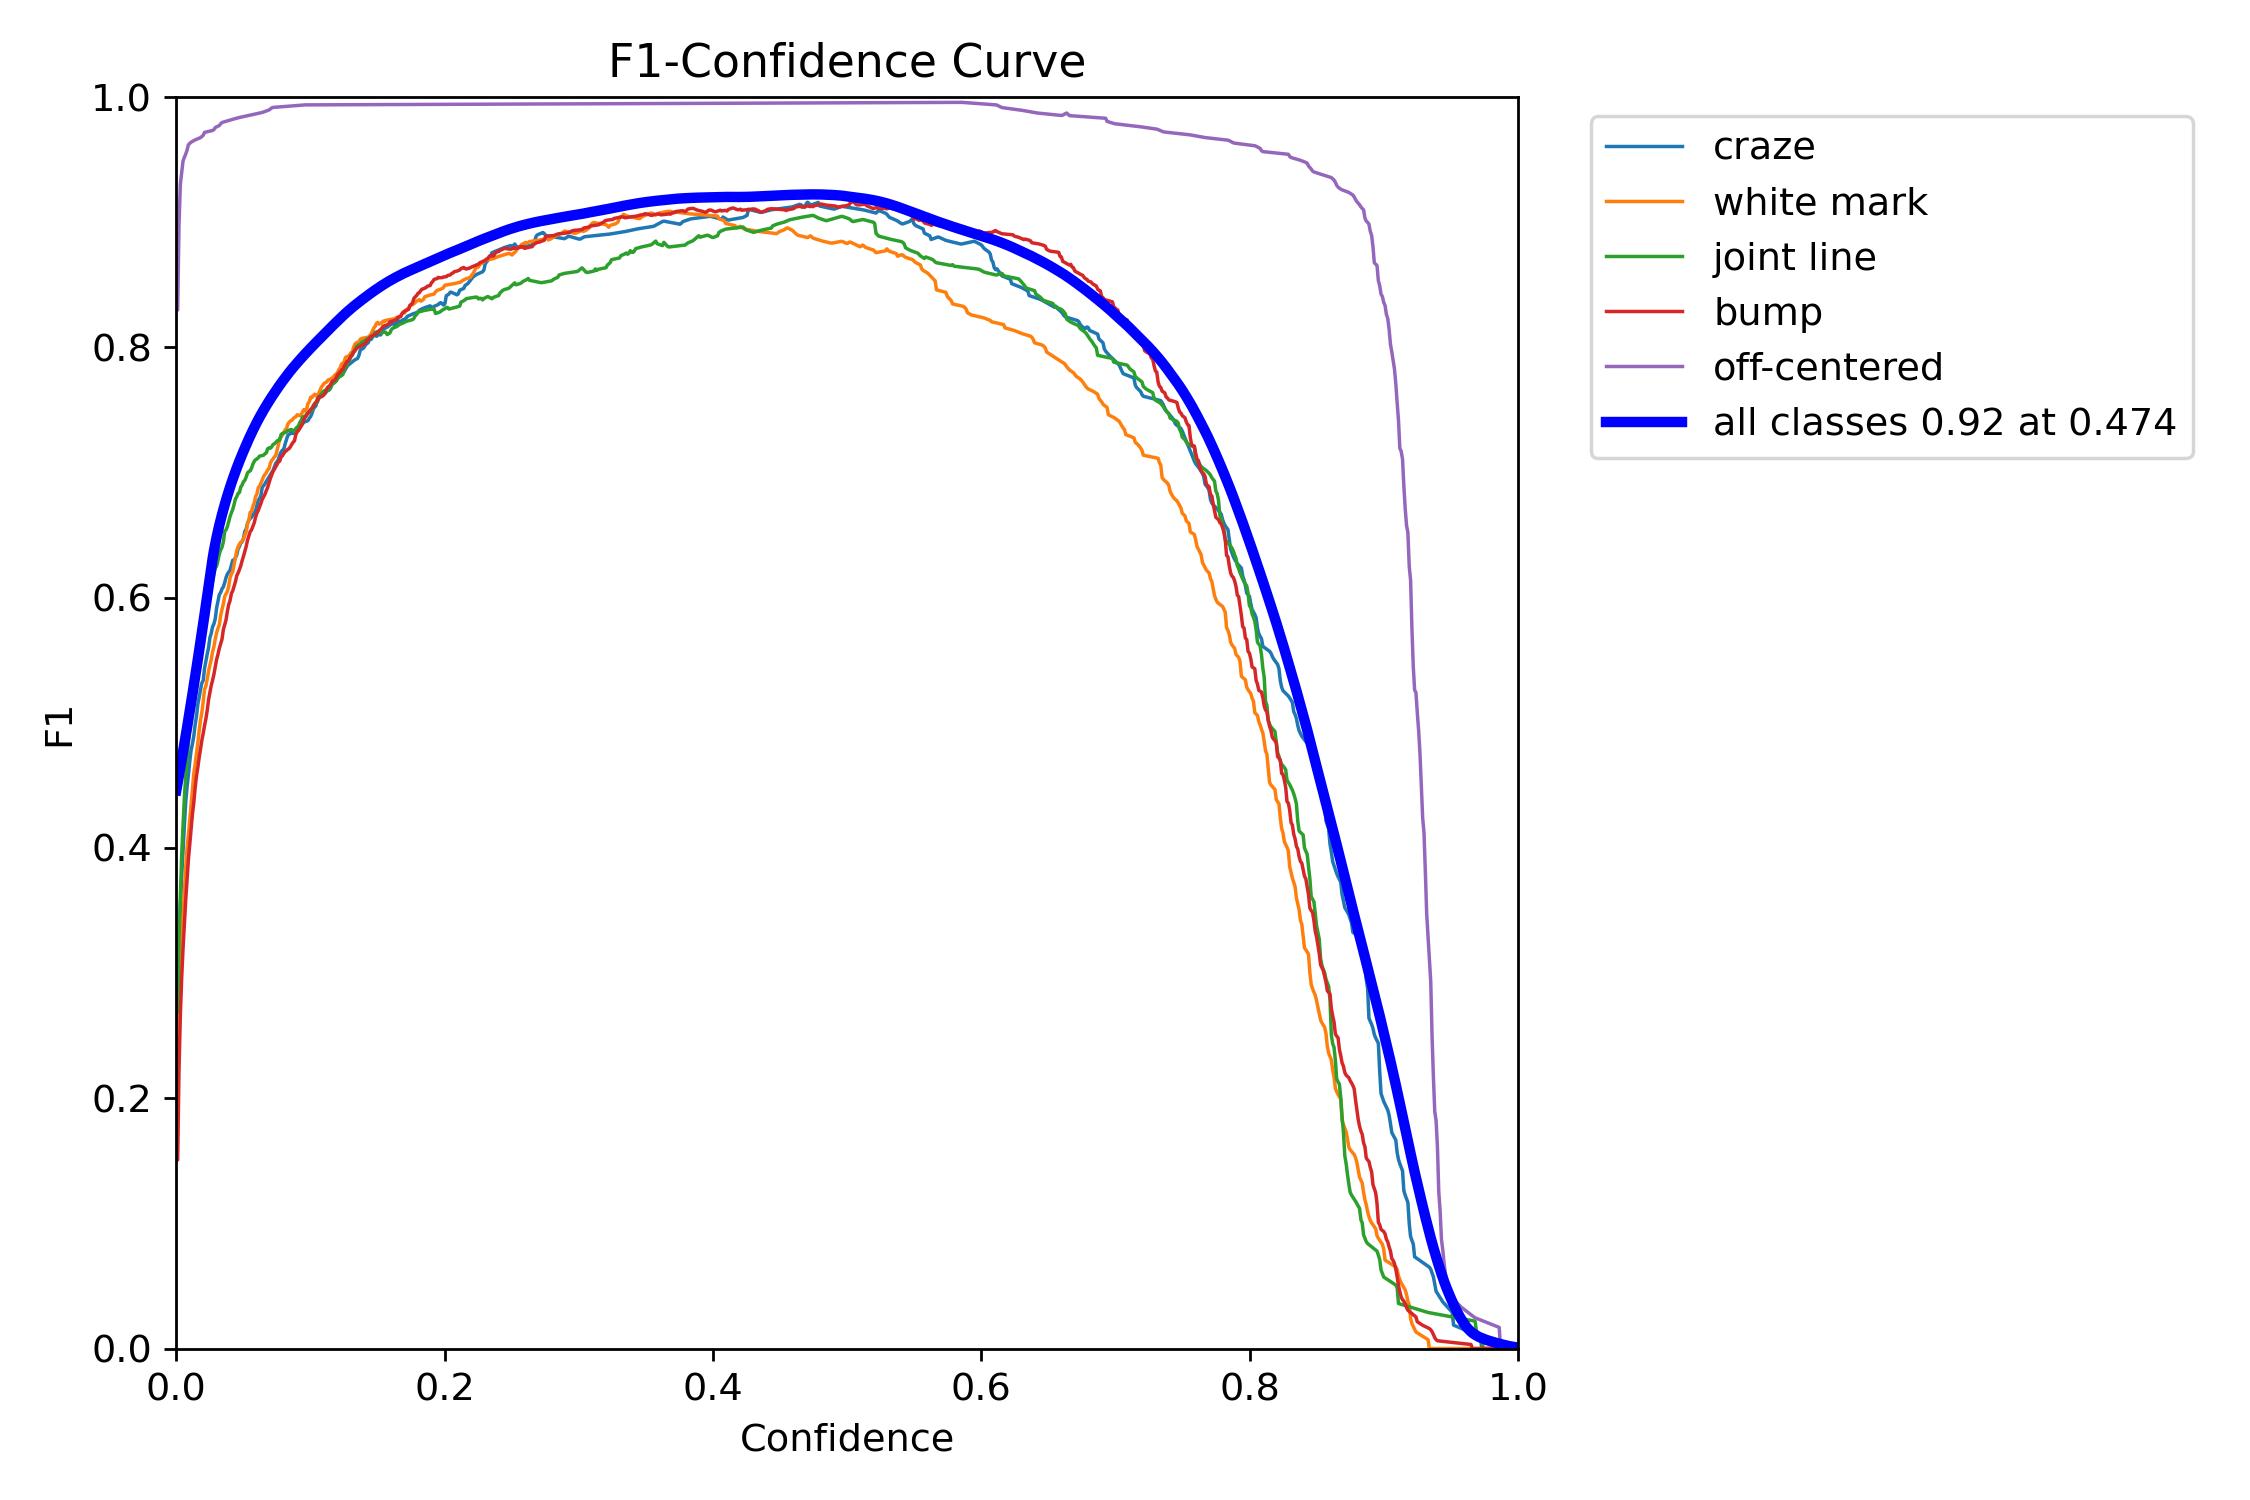 F1-Confidence Curve
1.0
0.8
0.6
0.4
0.2
0.0
F1
0.0 0.2 0.4 0.6 0.8 1.0
Confidence
craze
white mark
joint line
bump
off-centered
all classes 0.92 at 0.474